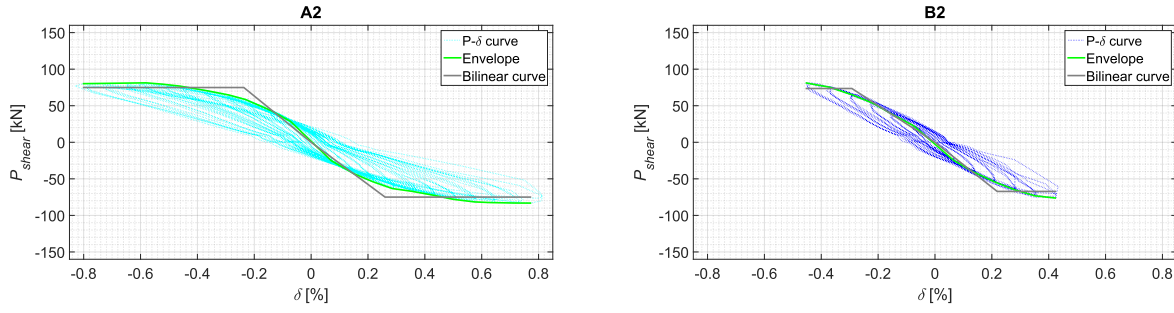 A2
150
100
50
0
-50
-100
-150
P_shear [kN]
-0.8 -0.6 -0.4 -0.2 0 0.2 0.4 0.6 0.8
δ [%]
P-δ curve
Envelope
Bilinear curve
B2
150
100
50
0
-50
-100
-150
P_shear [kN]
-0.8 -0.6 -0.4 -0.2 0 0.2 0.4 0.6 0.8
δ [%]
P-δ curve
Envelope
Bilinear curve